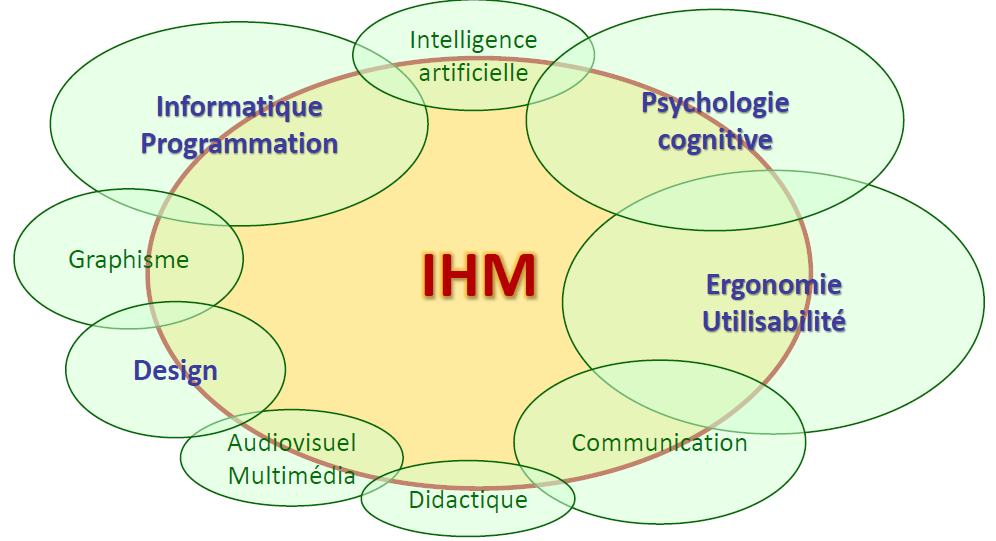 Intelligence
artificielle
Informatique
Programmation
Psychologie
cognitive
Graphisme
IHM
Ergonomie
Utilisabilité
Design
Audiovisuel
Multimédia
Communication
Didactique